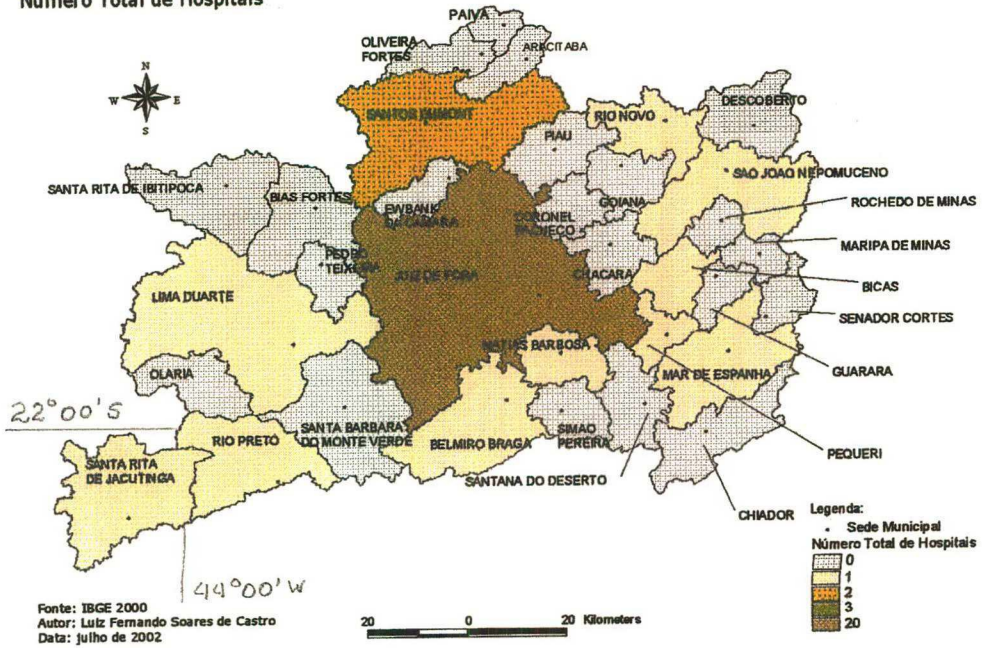 Número Total de Hospitais
PAIVA
OLIVEIRA
FORTES
ARACITABA
N
W E
S
SANTOS DUMONT
RIO NOVO
DESCOBERTO
PIAU
SANTA RITA DE IBITIPOCA
BIAS FORTES
EWBANK
DA CAMARA
CORONEL
PACHECO
GOIANA
SAO JOAO NEPOMUCENO
ROCHEDO DE MINAS
MARIPA DE MINAS
PEDRO
TEIXEIRA
JUIZ DE FORA
CHACARA
BICAS
LIMA DUARTE
SENADOR CORTES
MATIAS BARBOSA
GUARARA
OLARIA
MAR DE ESPANHA
22°00'S
RIO PRETO
SANTA BARBARA
DO MONTE VERDE
BELMIRO BRAGA
SIMAO
PEREIRA
PEQUERI
SANTA RITA
DE JACUTINGA
SANTANA DO DESERTO
CHIADOR
44°00'W
Legenda:
Sede Municipal
Número Total de Hospitais
0
1
2
3
20
Fonte: IBGE 2000
Autor: Luiz Fernando Soares de Castro
Data: julho de 2002
20 0 20 Kilometers